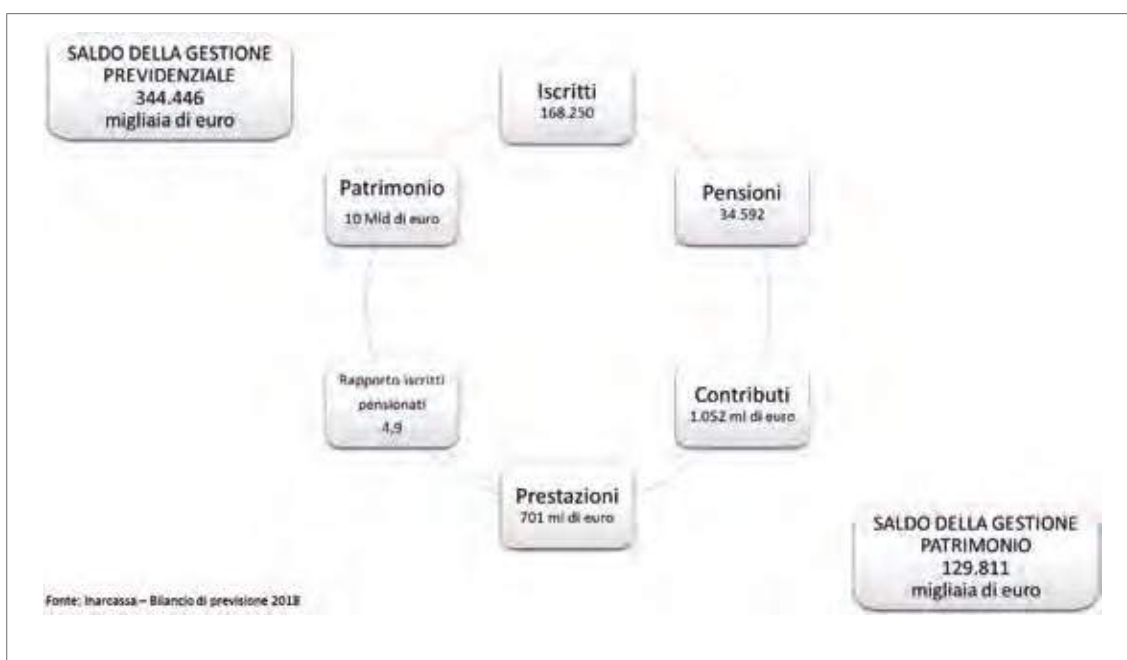 SALDO DELLA GESTIONE
PREVIDENZIALE
344.446
migliaia di euro
Iscritti
168.250
Patrimonio
10 Mld di euro
Pensioni
34.592
Rapporto iscritti
pensionati
4,9
Contributi
1.052 ml di euro
Prestazioni
701 ml di euro
SALDO DELLA GESTIONE
PATRIMONIO
129.811
migliaia di euro
Fonte: Inarcassa – Bilancio di previsione 2018